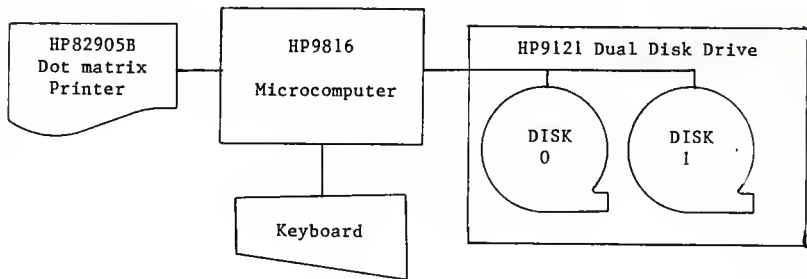 HP82905B
Dot matrix
Printer
HP9816
Microcomputer
HP9121 Dual Disk Drive
DISK
0
DISK
1
Keyboard